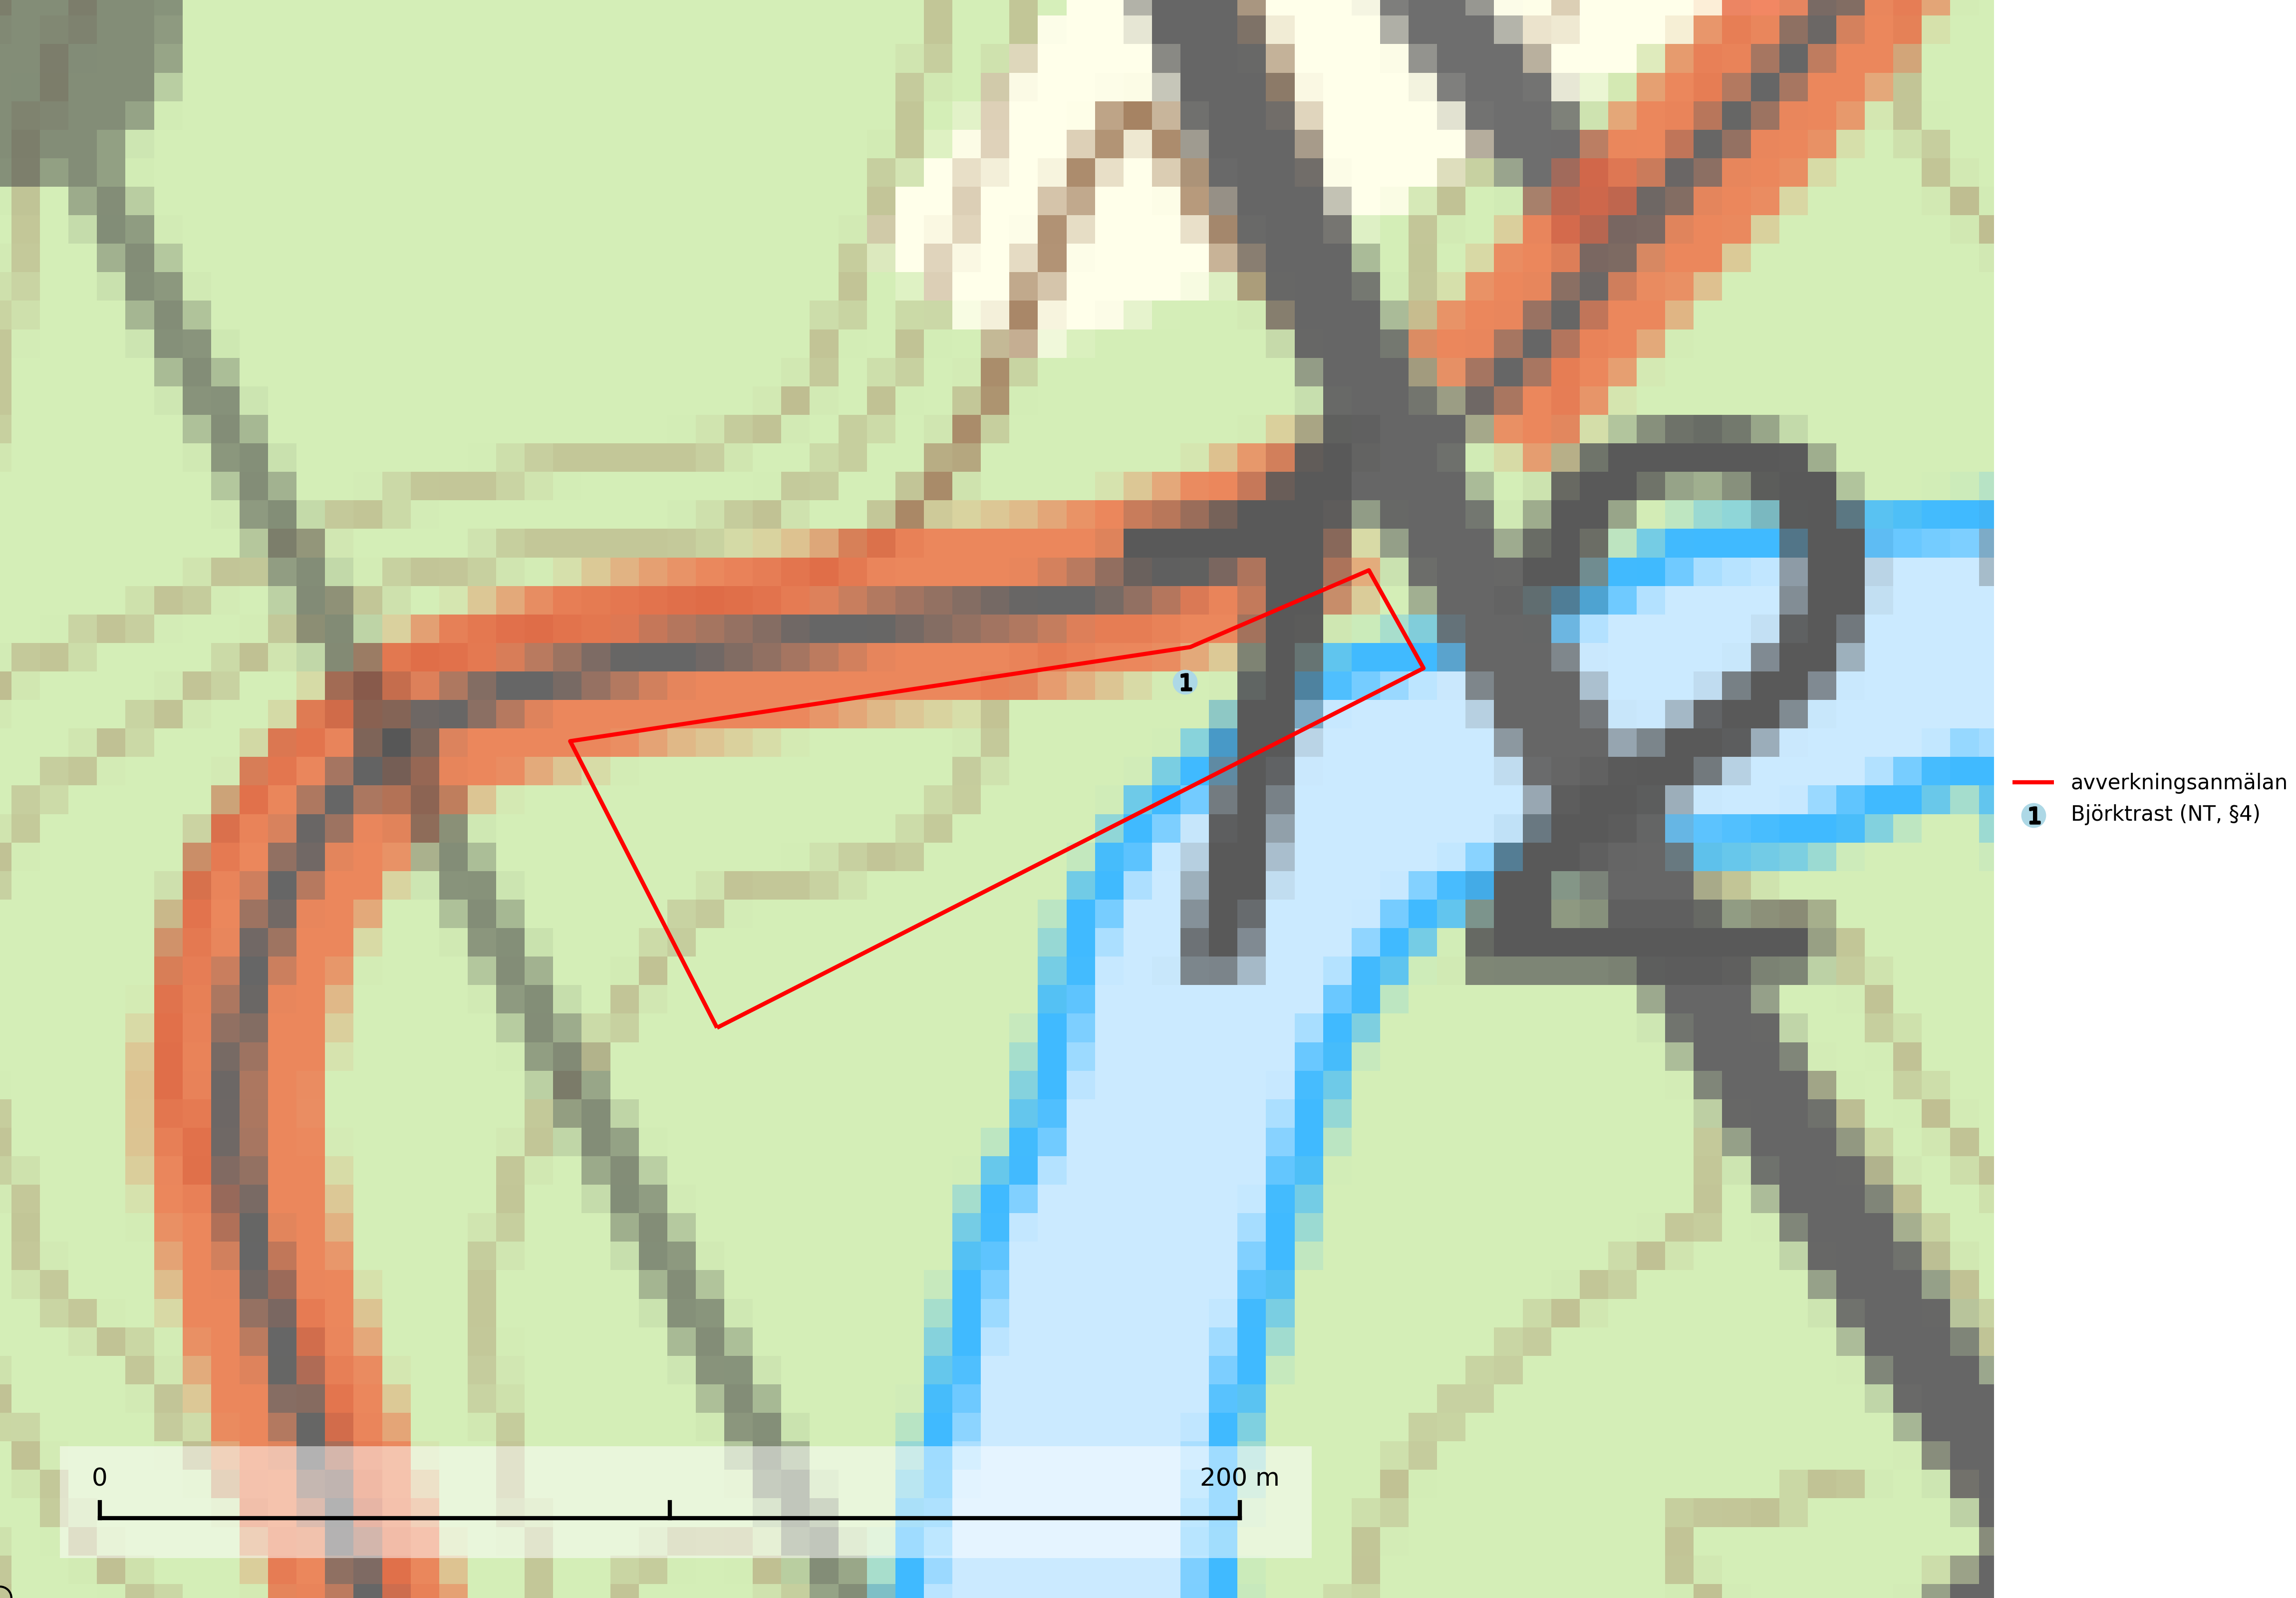 1
avverkningsanmälan
1 Björktrast (NT, §4)
0 200 m